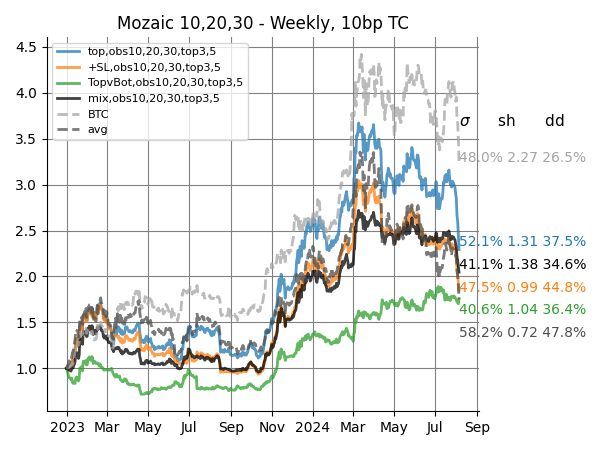 Mozaic 10,20,30 - Weekly, 10bp TC
top,obs10,20,30,top3,5
+SL,obs10,20,30,top3,5
TopvBot,obs10,20,30,top3,5
mix,obs10,20,30,top3,5
BTC
avg
4.5
4.0
3.5
3.0
2.5
2.0
1.5
1.0
σ sh dd
48.0% 2.27 26.5%
52.1% 1.31 37.5%
41.1% 1.38 34.6%
47.5% 0.99 44.8%
40.6% 1.04 36.4%
58.2% 0.72 47.8%
2023 Mar May Jul Sep Nov 2024 Mar May Jul Sep